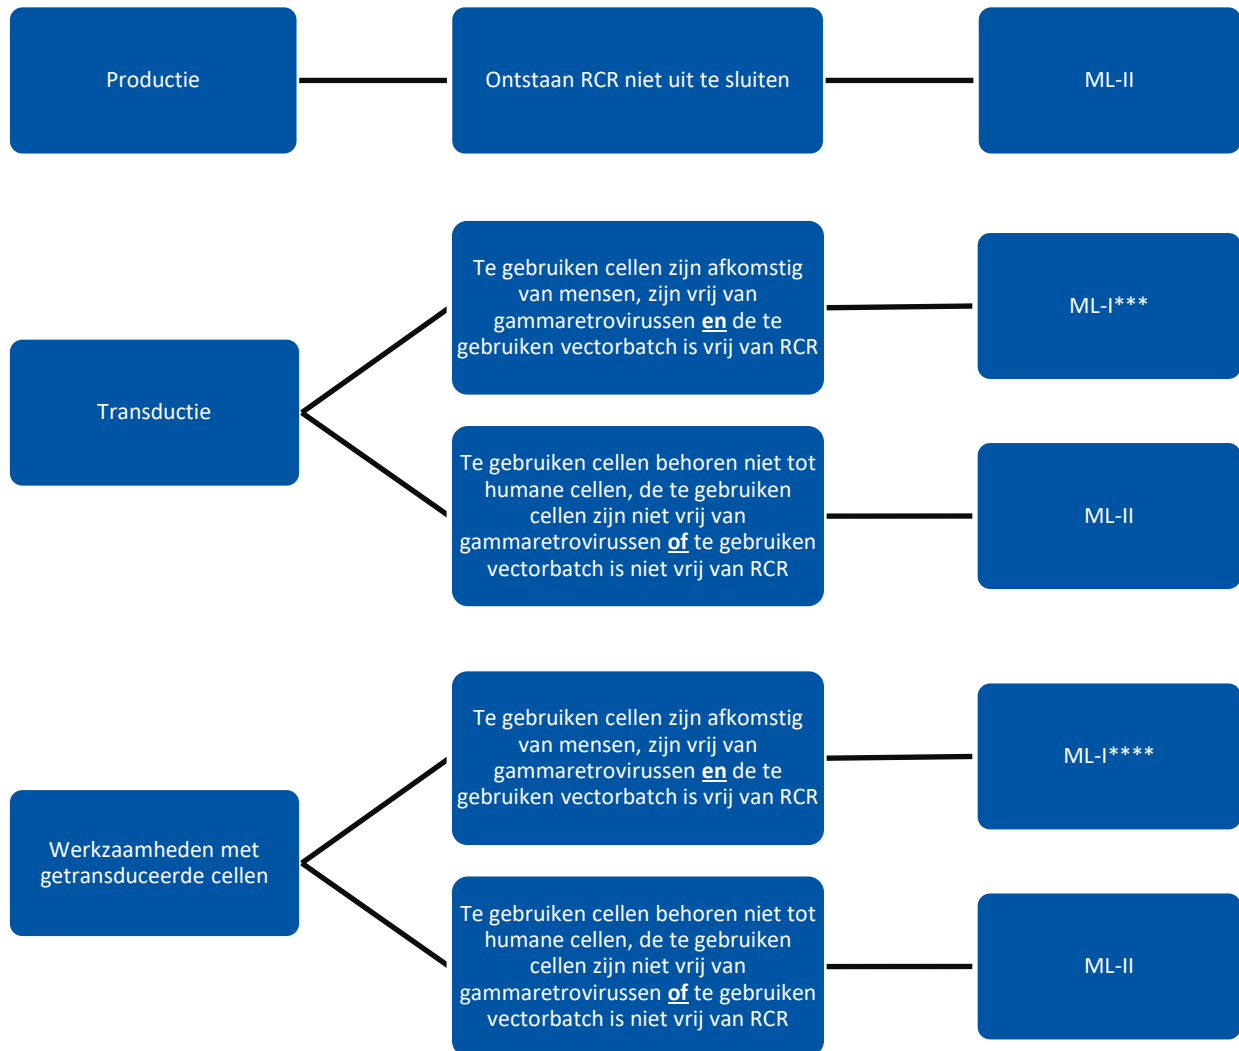 Productie
Ontstaan RCR niet uit te sluiten
ML-II
Te gebruiken cellen zijn afkomstig
van mensen, zijn vrij van
gammaretrovirussen en de te
gebruiken vectorbatch is vrij van RCR
ML-I***
Transductie
Te gebruiken cellen behoren niet tot
humane cellen, de te gebruiken
cellen zijn niet vrij van
gammaretrovirussen of te gebruiken
vectorbatch is niet vrij van RCR
ML-II
Te gebruiken cellen zijn afkomstig
van mensen, zijn vrij van
gammaretrovirussen en de te
gebruiken vectorbatch is vrij van RCR
ML-I****
Werkzaamheden met
getransduceerde cellen
Te gebruiken cellen behoren niet tot
humane cellen, de te gebruiken
cellen zijn niet vrij van
gammaretrovirussen of te gebruiken
vectorbatch is niet vrij van RCR
ML-II